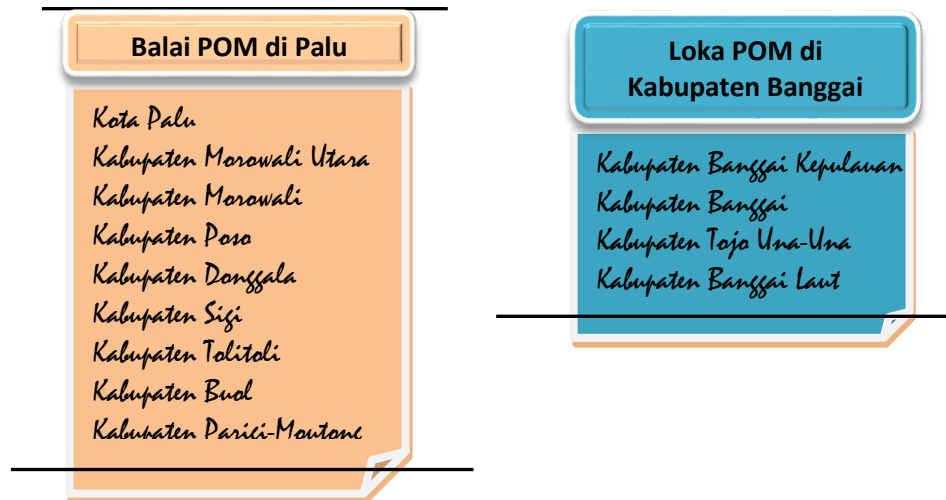 Balai POM di Palu
Kota Palu
Kabupaten Morowali Utara
Kabupaten Morowali
Kabupaten Poso
Kabupaten Donggala
Kabupaten Sigi
Kabupaten Tolitoli
Kabupaten Buol
Kabupaten Parigi-Moutong
Loka POM di
Kabupaten Banggai
Kabupaten Banggai Kepulauan
Kabupaten Banggai
Kabupaten Tojo Una-Una
Kabupaten Banggai Laut